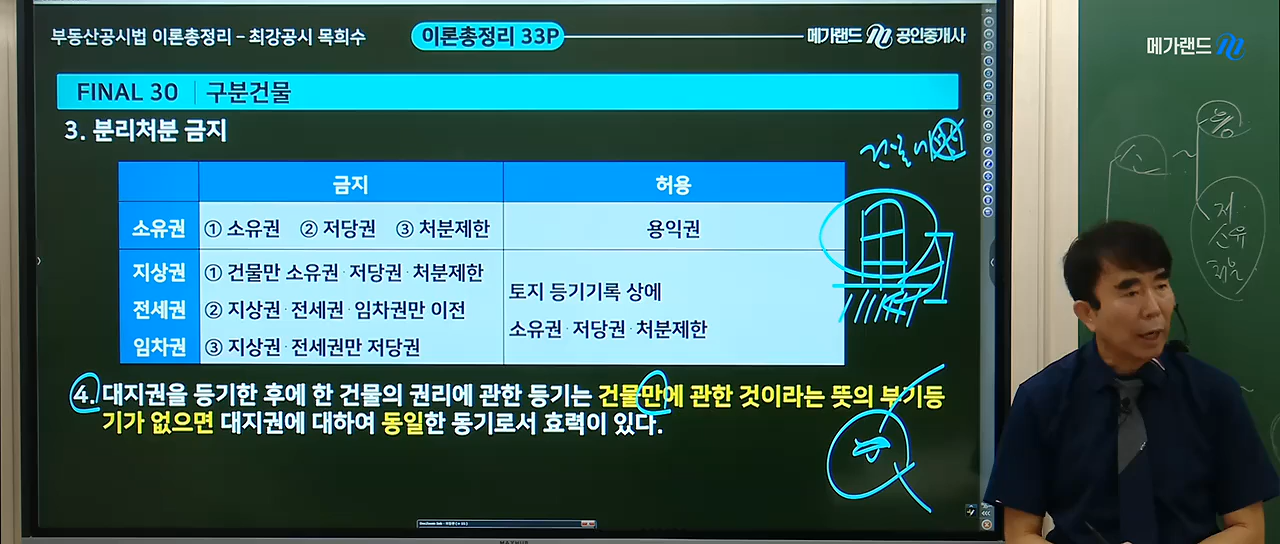 부동산공시법 이론총정리 – 최강공시 목희수
이론총정리 33P
메가랜드 공인중개사
메가랜드
FINAL 30 구분건물
3. 분리처분 금지
금지 허용
소유권 ① 소유권 ② 저당권 ③ 처분제한 용익권
지상권 ① 건물만 소유권·저당권·처분제한
전세권 ② 지상권·전세권·임차권만 이전
임차권 ③ 지상권·전세권만 저당권
토지 등기기록 상에
소유권·저당권·처분제한
4. 대지권을 등기한 후에 한 건물의 권리에 관한 등기는 건물만에 관한 것이라는 뜻의 부기등
기가 없으면 대지권에 대하여 동일한 등기로서 효력이 있다.